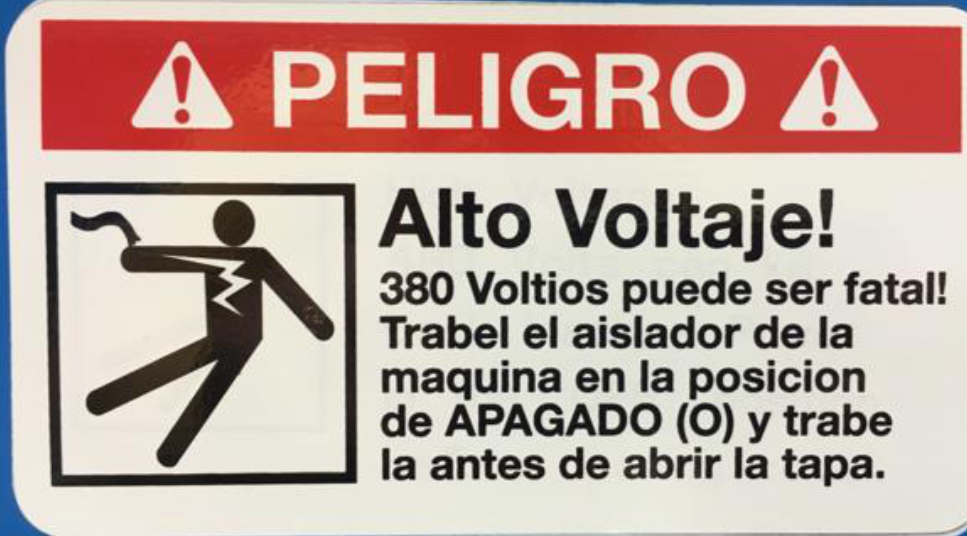 PELIGRO
Alto Voltaje!
380 Voltios puede ser fatal!
Trabel el aislador de la
maquina en la posicion
de APAGADO (O) y trabe
la antes de abrir la tapa.